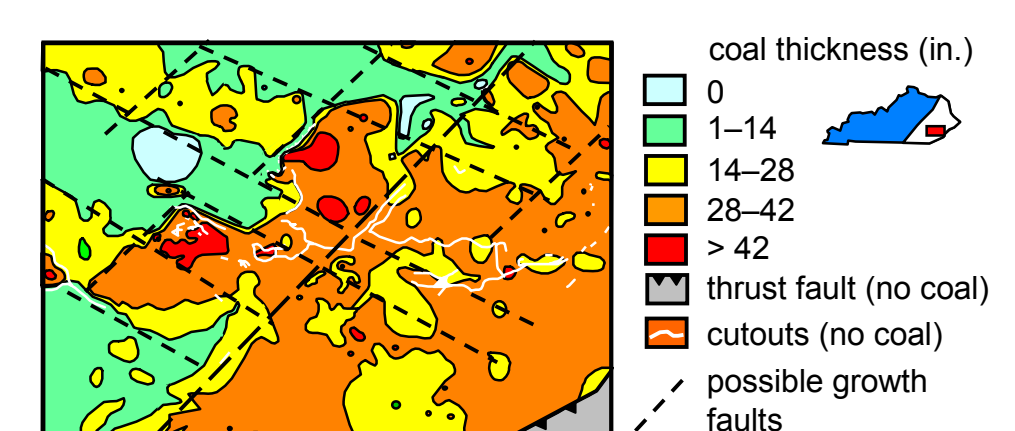 coal thickness (in.)
0
1–14
14–28
28–42
> 42
thrust fault (no coal)
cutouts (no coal)
possible growth
faults